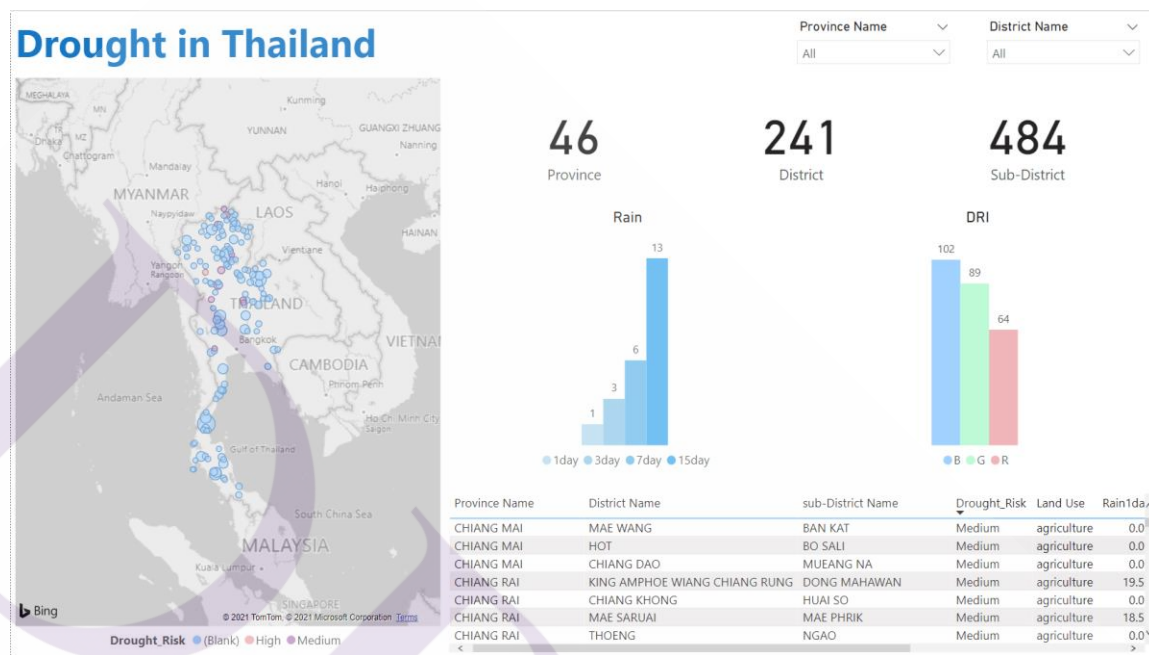 Drought in Thailand
Province Name
All
District Name
All
MEGHALAYA
MN
TR
MZ
Dhaka
Chattogram
Kunming
YUNNAN
GUANGXI ZHUANG
Nanning
Mandalay
MYANMAR
Naypyidaw
Hanoi
Haiphong
LAOS
HAINAN
Vientiane
Yangon
Rangoon
THAILAND
Bangkok
VIETNA
CAMBODIA
Phnom Penh
Andaman Sea
Ho Chi Minh City
Saigon
Gulf of Thailand
South China Sea
MALAYSIA
Kuala Lumpur
SINGAPORE
Bing
© 2021 TomTom, © 2021 Microsoft Corporation Terms
Drought_Risk (Blank) High Medium
46
Province
241
District
484
Sub-District
Rain
1
3
6
13
1day 3day 7day 15day
DRI
102
89
64
B G R
Province Name District Name sub-District Name Drought_Risk Land Use Rain1da
CHIANG MAI MAE WANG BAN KAT Medium agriculture 0.0
CHIANG MAI HOT BO SALI Medium agriculture 0.0
CHIANG MAI CHIANG DAO MUEANG NA Medium agriculture 0.0
CHIANG RAI KING AMPHOE WIANG CHIANG RUNG DONG MAHAWAN Medium agriculture 19.5
CHIANG RAI CHIANG KHONG HUAI SO Medium agriculture 0.0
CHIANG RAI MAE SARUAI MAE PHRIK Medium agriculture 18.5
CHIANG RAI THOENG NGAO Medium agriculture 0.0